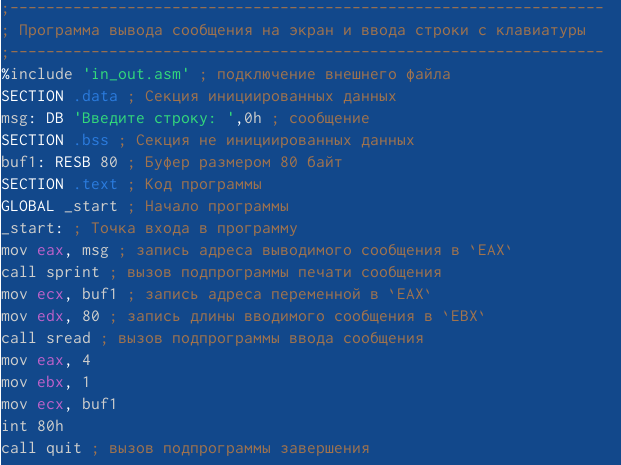 ;------------------------------------------------------------------
; Программа вывода сообщения на экран и ввода строки с клавиатуры
;------------------------------------------------------------------
%include 'in_out.asm' ; подключение внешнего файла
SECTION .data ; Секция инициированных данных
msg: DB 'Введите строку: ',0h ; сообщение
SECTION .bss ; Секция не инициированных данных
buf1: RESB 80 ; Буфер размером 80 байт
SECTION .text ; Код программы
GLOBAL _start ; Начало программы
_start: ; Точка входа в программу
mov eax, msg ; запись адреса выводимого сообщения в `EAX`
call sprint ; вызов подпрограммы печати сообщения
mov ecx, buf1 ; запись адреса переменной в `EAX`
mov edx, 80 ; запись длины вводимого сообщения в `EBX`
call sread ; вызов подпрограммы ввода сообщения
mov eax, 4
mov ebx, 1
mov ecx, buf1
int 80h
call quit ; вызов подпрограммы завершения